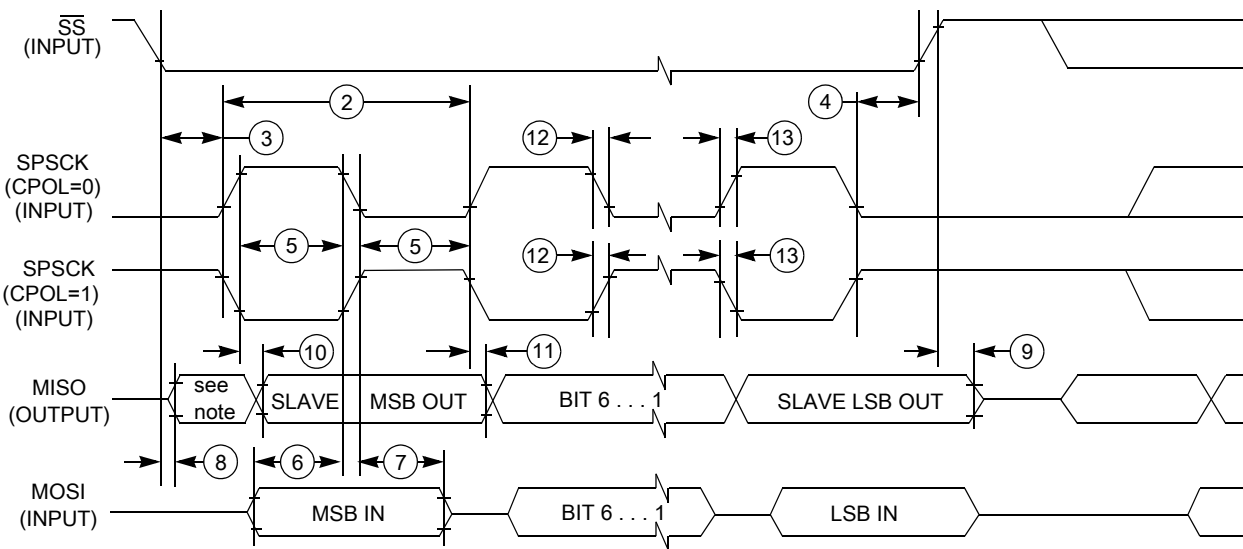 SS
(INPUT)
2
4
3
12
13
SPSCK
(CPOL=0)
(INPUT)
5
5
12
13
SPSCK
(CPOL=1)
(INPUT)
10
11
9
MISO
(OUTPUT)
see
note
SLAVE
MSB OUT
BIT 6 . . . 1
SLAVE LSB OUT
8
6
7
MOSI
(INPUT)
MSB IN
BIT 6 . . . 1
LSB IN